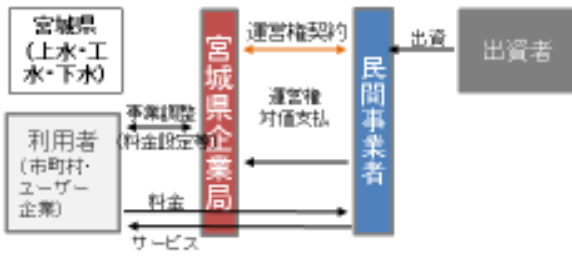 宮城県
(上水・工
水・下水)
宮城県企業局
運営権契約
出資
出資者
民間事業者
運営権
対価支払
事業調整
(料金設定等)
利用者
(市町村・
ユーザー
企業)
料金
サービス